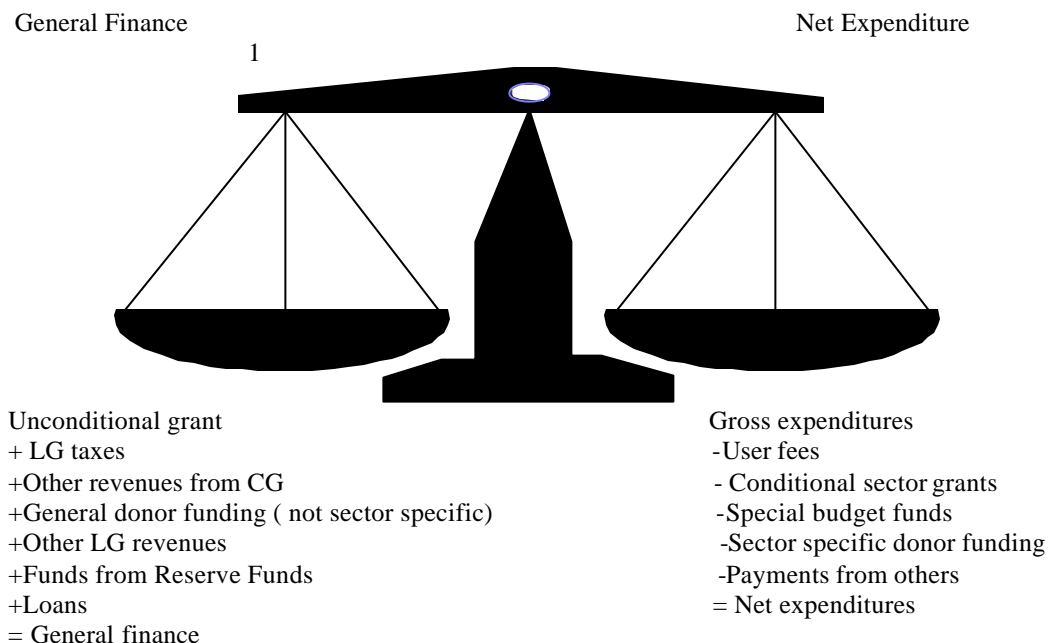 General Finance
Net Expenditure
1
Unconditional grant
+ LG taxes
+Other revenues from CG
+General donor funding ( not sector specific)
+Other LG revenues
+Funds from Reserve Funds
+Loans
= General finance
Gross expenditures
-User fees
- Conditional sector grants
-Special budget funds
-Sector specific donor funding
-Payments from others
= Net expenditures